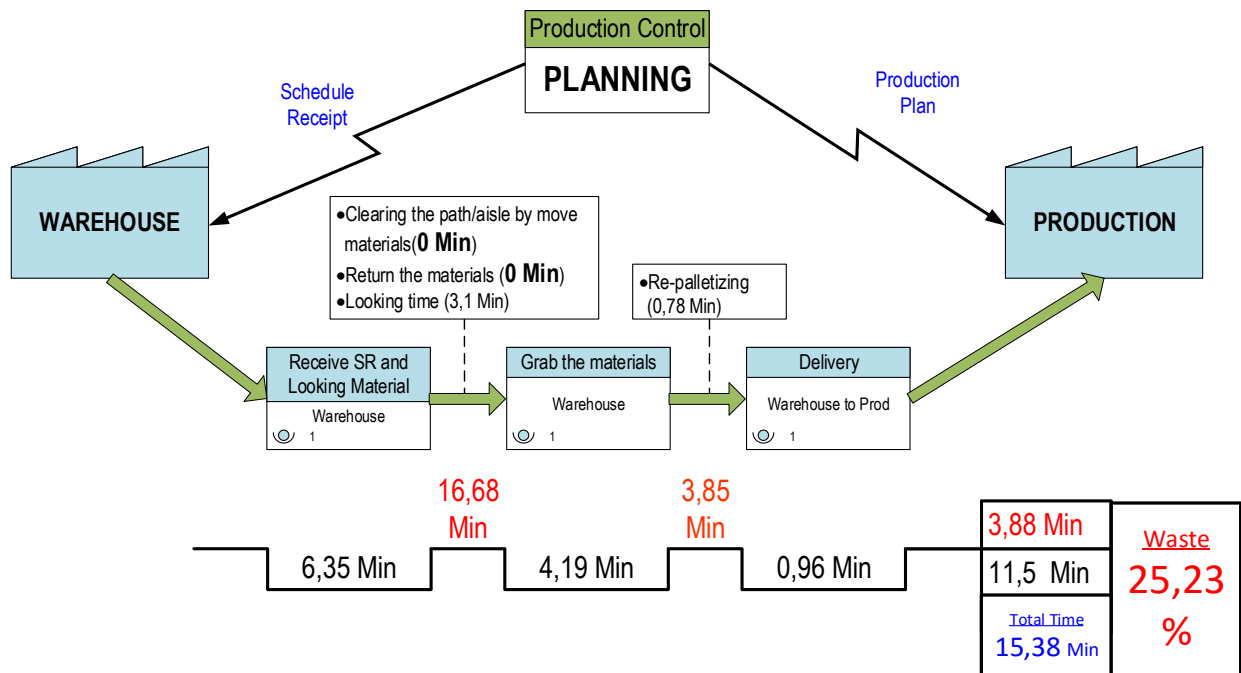 Production Control
PLANNING
Schedule
Receipt
Production
Plan
WAREHOUSE
PRODUCTION
•Clearing the path/aisle by move
materials(0 Min)
•Return the materials (0 Min)
•Looking time (3,1 Min)
•Re-palletizing
(0,78 Min)
Receive SR and
Looking Material
Warehouse
1
Grab the materials
Warehouse
1
Delivery
Warehouse to Prod
1
16,68
Min
3,85
Min
6,35 Min
4,19 Min
0,96 Min
3,88 Min
11,5 Min
Total Time
15,38 Min
Waste
25,23
%